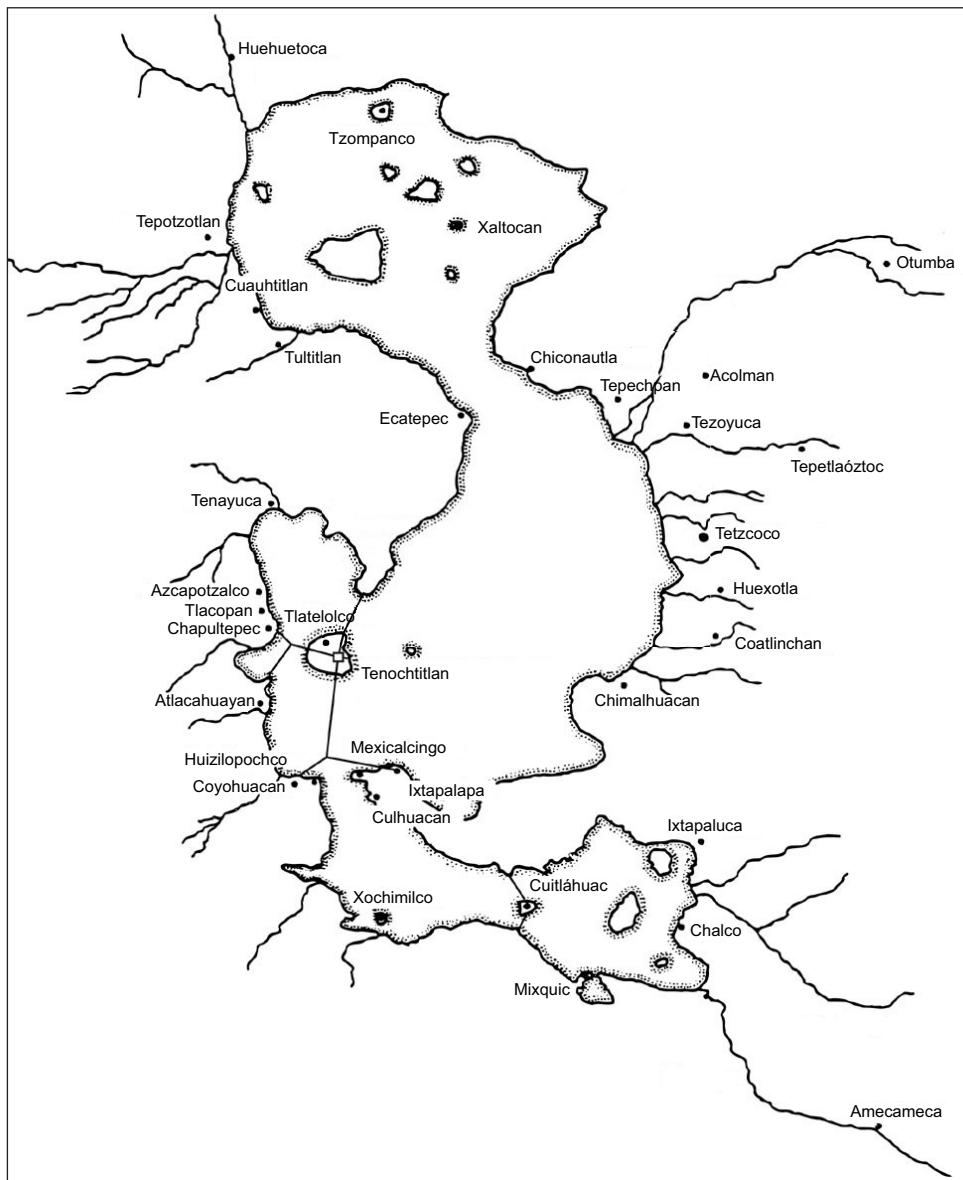 Huehuetoca
Tzompanco
Xaltocan
Tepotzotlan
Otumba
Cuauhtitlan
Tultitlan
Chiconautla
Acolman
Tepechpan
Ecatepec
Tezoyuca
Tepetlaóztoc
Tenayuca
Tetzcoco
Azcapotzalco
Huexotla
Tlacopan
Tlatelolco
Chapultepec
Coatlinchan
Tenochtitlan
Atlacahuayan
Chimalhuacan
Mexicalcingo
Huizilopochco
Coyohuacan
Ixtapalapa
Culhuacan
Ixtapaluca
Cuitláhuac
Xochimilco
Chalco
Mixquic
Amecameca